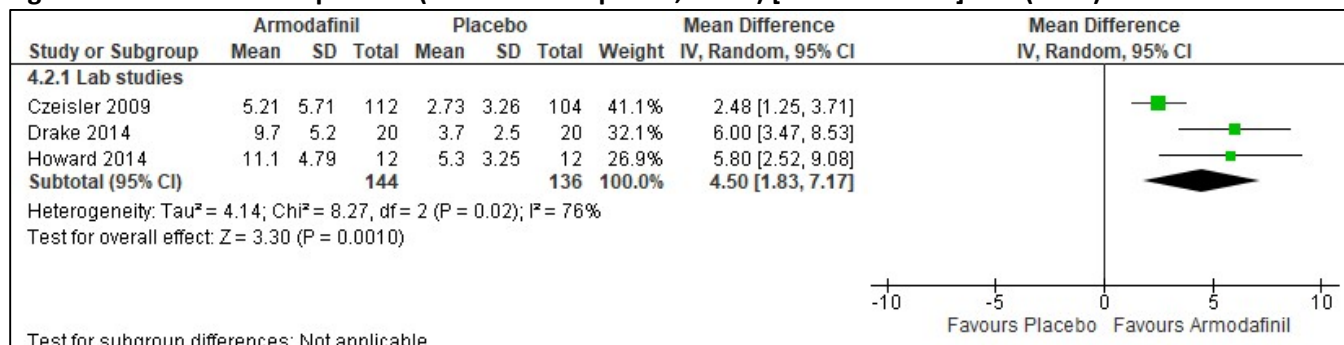 Armodafinil Placebo Mean Difference Mean Difference
Study or Subgroup Mean SD Total Mean SD Total Weight IV, Random, 95% CI IV, Random, 95% CI
4.2.1 Lab studies
Czeisler 2009 5.21 5.71 112 2.73 3.26 104 41.1% 2.48 [1.25, 3.71]
Drake 2014 9.7 5.2 20 3.7 2.5 20 32.1% 6.00 [3.47, 8.53]
Howard 2014 11.1 4.79 12 5.3 3.25 12 26.9% 5.80 [2.52, 9.08]
Subtotal (95% CI) 144 136 100.0% 4.50 [1.83, 7.17]
Heterogeneity: Tau² = 4.14; Chi² = 8.27, df = 2 (P = 0.02); I² = 76%
Test for overall effect: Z = 3.30 (P = 0.0010)
-10 -5 0 5 10
Favours Placebo Favours Armodafinil
Test for subgroup differences: Not applicable